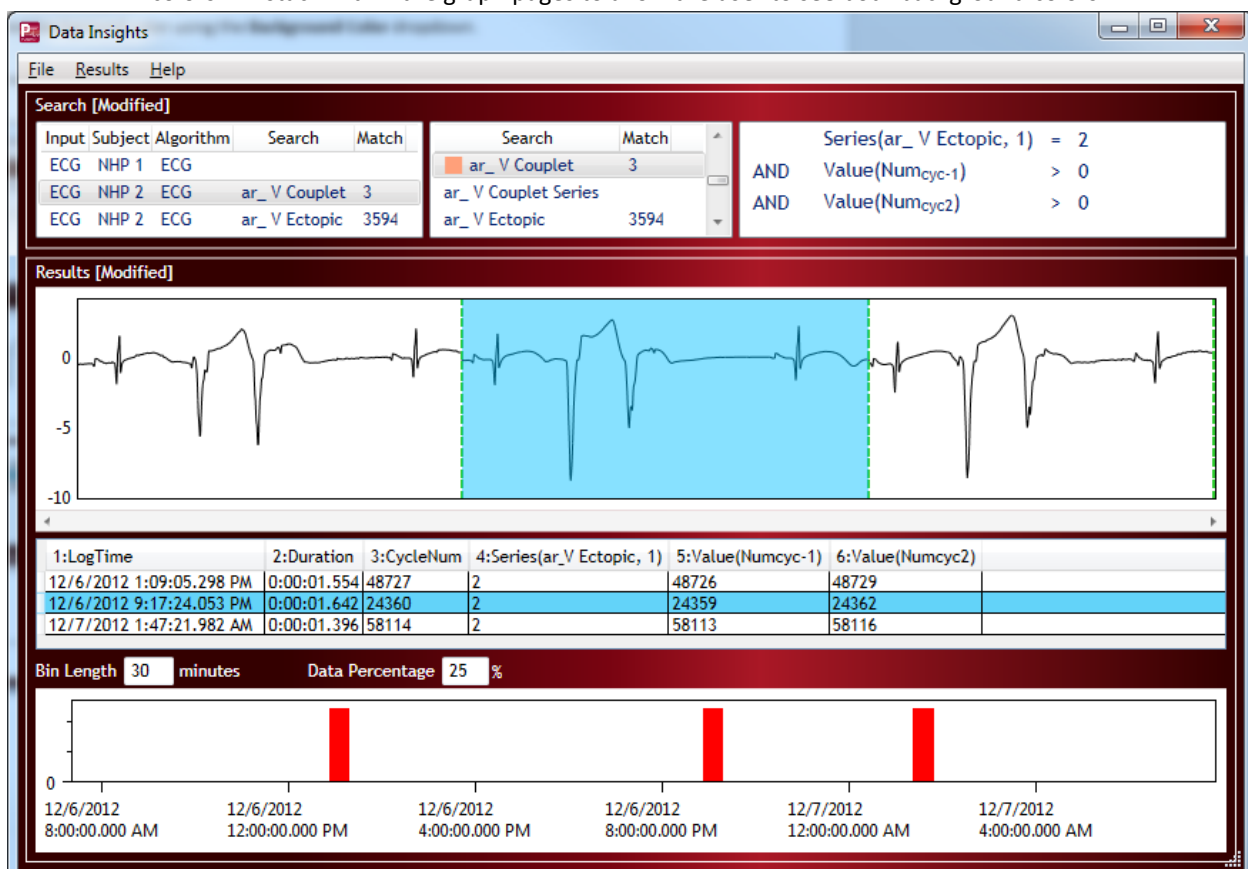 Data Insights
File Results Help
Search [Modified]
Input Subject Algorithm Search Match
ECG NHP 1 ECG
ECG NHP 2 ECG ar_ V Couplet 3
ECG NHP 2 ECG ar_ V Ectopic 3594
Search Match
ar_ V Couplet 3
ar_ V Couplet Series
ar_ V Ectopic 3594
Series(ar_ V Ectopic, 1) = 2
AND Value(Numcyc-1) > 0
AND Value(Numcyc2) > 0
Results [Modified]
0
-5
-10
1:LogTime 2:Duration 3:CycleNum 4:Series(ar_V Ectopic, 1) 5:Value(Numcyc-1) 6:Value(Numcyc2)
12/6/2012 1:09:05.298 PM 0:00:01.554 48727 2 48726 48729
12/6/2012 9:17:24.053 PM 0:00:01.642 24360 2 24359 24362
12/7/2012 1:47:21.982 AM 0:00:01.396 58114 2 58113 58116
Bin Length 30 minutes Data Percentage 25 %
0
12/6/2012 12/6/2012 12/6/2012 12/6/2012 12/7/2012 12/7/2012
8:00:00.000 AM 12:00:00.000 PM 4:00:00.000 PM 8:00:00.000 PM 12:00:00.000 AM 4:00:00.000 AM